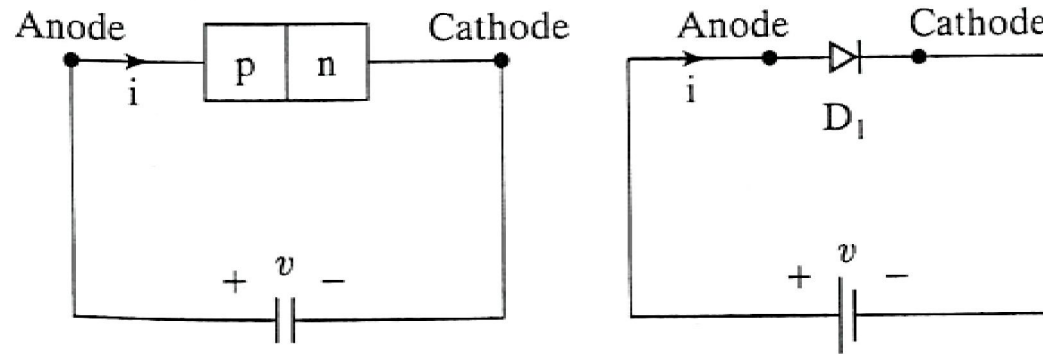 Anode
Cathode
i
p
n
+ v −
Anode
Cathode
i
D1
+ v −